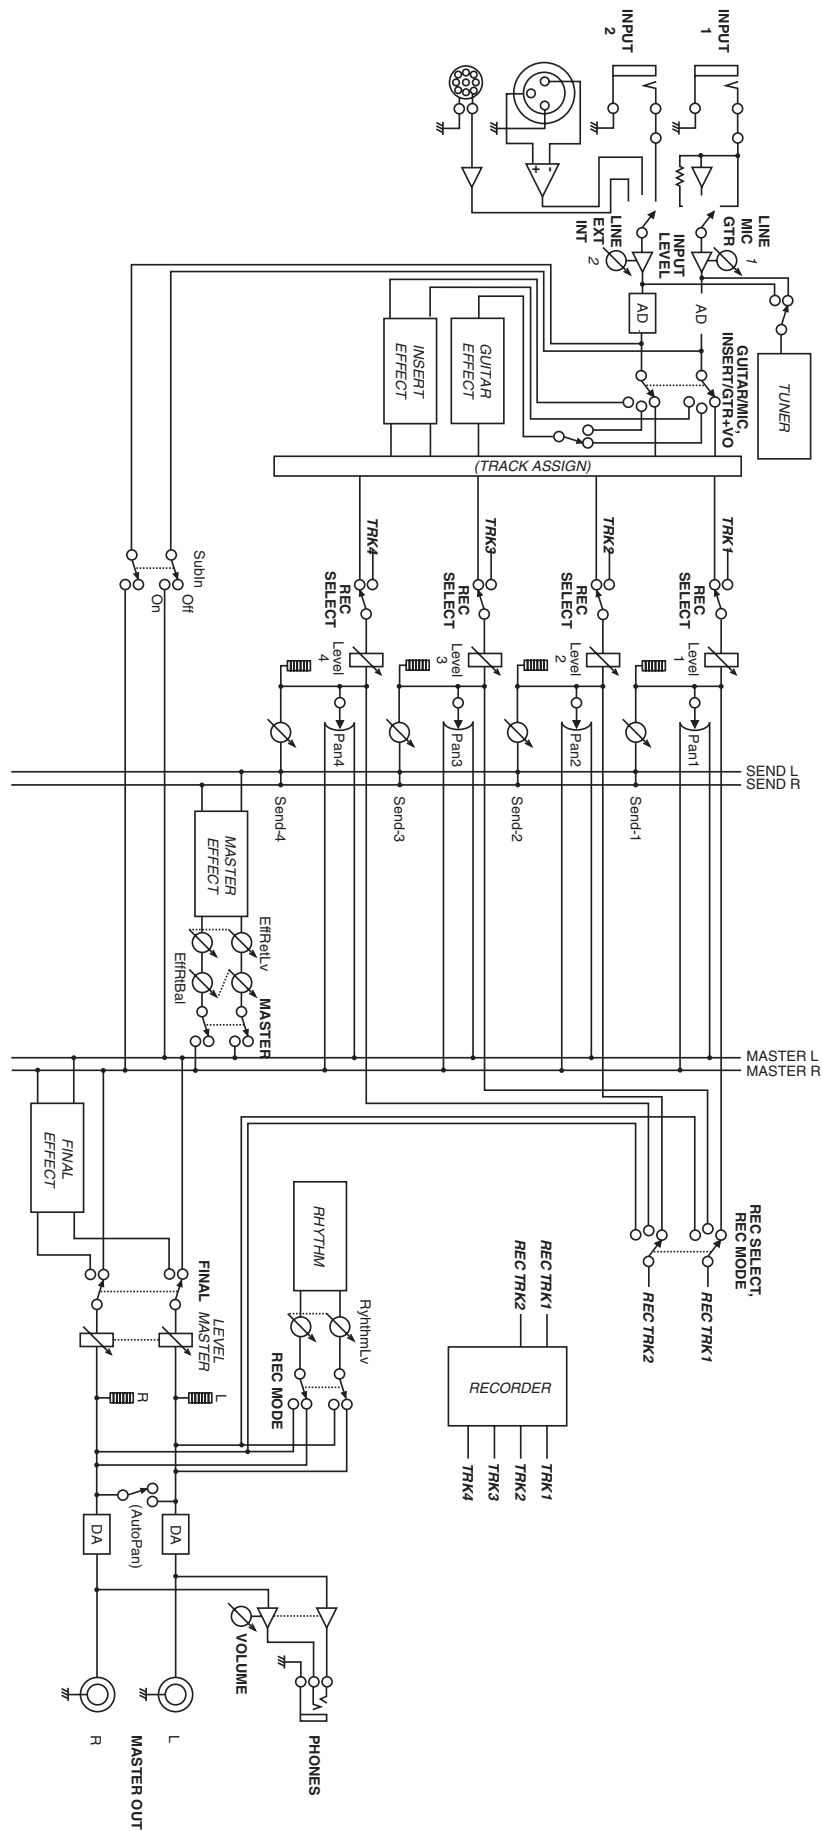 INPUT
1
INPUT
2
LINE
MIC
GTR
1
INPUT
LEVEL
LINE
EXT
INT
2
AD
AD
TUNER
GUITAR/MIC,
INSERT/GTR+VO
GUITAR
EFFECT
INSERT
EFFECT
(TRACK ASSIGN)
TRK1
TRK2
TRK3
TRK4
REC
SELECT
REC
SELECT
REC
SELECT
REC
SELECT
SubIn
Off
On
Level
1
Level
2
Level
3
Level
4
Pan1
Pan2
Pan3
Pan4
SEND L
SEND R
Send-1
Send-2
Send-3
Send-4
MASTER
EFFECT
EffRetLv
EffRtBal
MASTER
MASTER L
MASTER R
FINAL
EFFECT
RHYTHM
REC SELECT,
REC MODE
REC TRK1
REC TRK2
REC TRK1
REC TRK2
RECORDER
TRK1
TRK2
TRK3
TRK4
FINAL
MASTER
LEVEL
RyhthmLv
REC MODE
L
R
(AutoPan)
DA
DA
VOLUME
PHONES
L
MASTER OUT
R